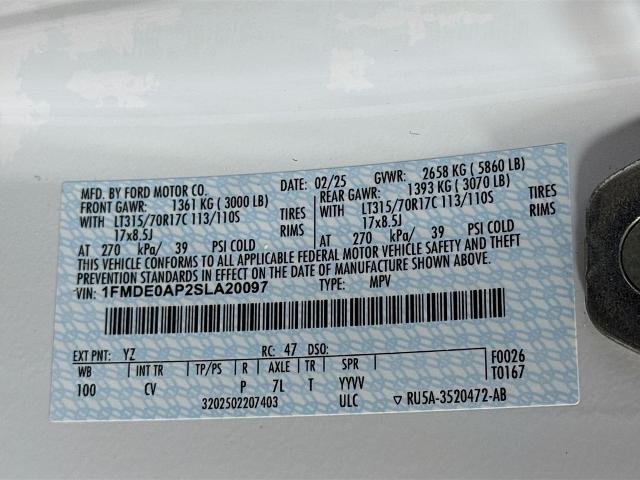 MFD. BY FORD MOTOR CO. DATE: 02/25 GVWR: 2658 KG ( 5860 LB)
FRONT GAWR: 1361 KG ( 3000 LB) REAR GAWR: 1393 KG ( 3070 LB)
WITH LT315/70R17C 113/110S TIRES WITH LT315/70R17C 113/110S TIRES
17x8.5J RIMS 17x8.5J RIMS
AT 270 kPa/ 39 PSI COLD AT 270 kPa/ 39 PSI COLD
THIS VEHICLE CONFORMS TO ALL APPLICABLE FEDERAL MOTOR VEHICLE SAFETY AND THEFT
PREVENTION STANDARDS IN EFFECT ON THE DATE OF MANUFACTURE SHOWN ABOVE.
VIN: 1FMDE0AP2SLA20097 TYPE: MPV
EXT PNT: YZ RC: 47 DSO: F0026
WB INT TR TP/PS R AXLE TR SPR T0167
100 CV P 7L T YYVV
3202502207403 ULC ▽ RU5A-3520472-AB